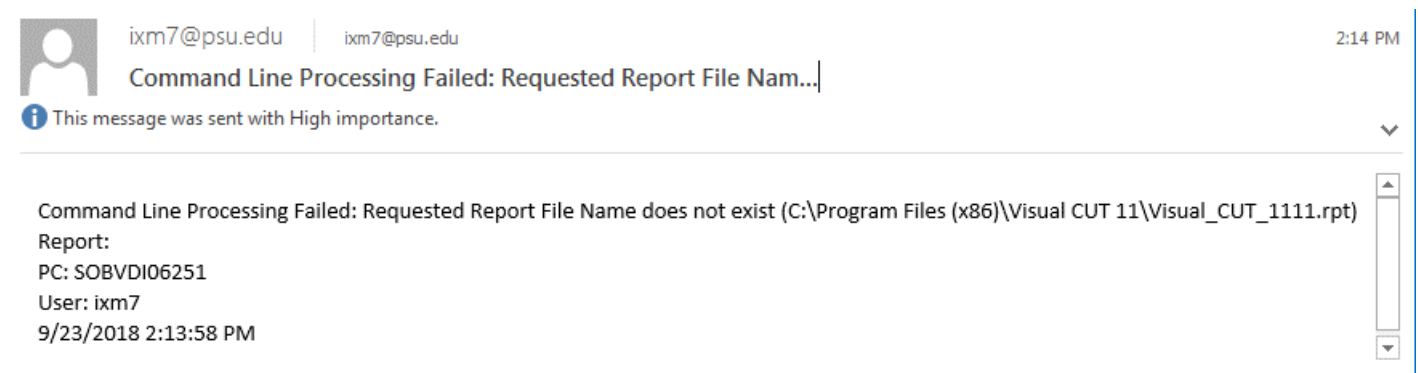 ixm7@psu.edu ixm7@psu.edu 2:14 PM
Command Line Processing Failed: Requested Report File Nam...
This message was sent with High importance.
Command Line Processing Failed: Requested Report File Name does not exist (C:\Program Files (x86)\Visual CUT 11\Visual_CUT_1111.rpt)
Report:
PC: SOBVDI06251
User: ixm7
9/23/2018 2:13:58 PM